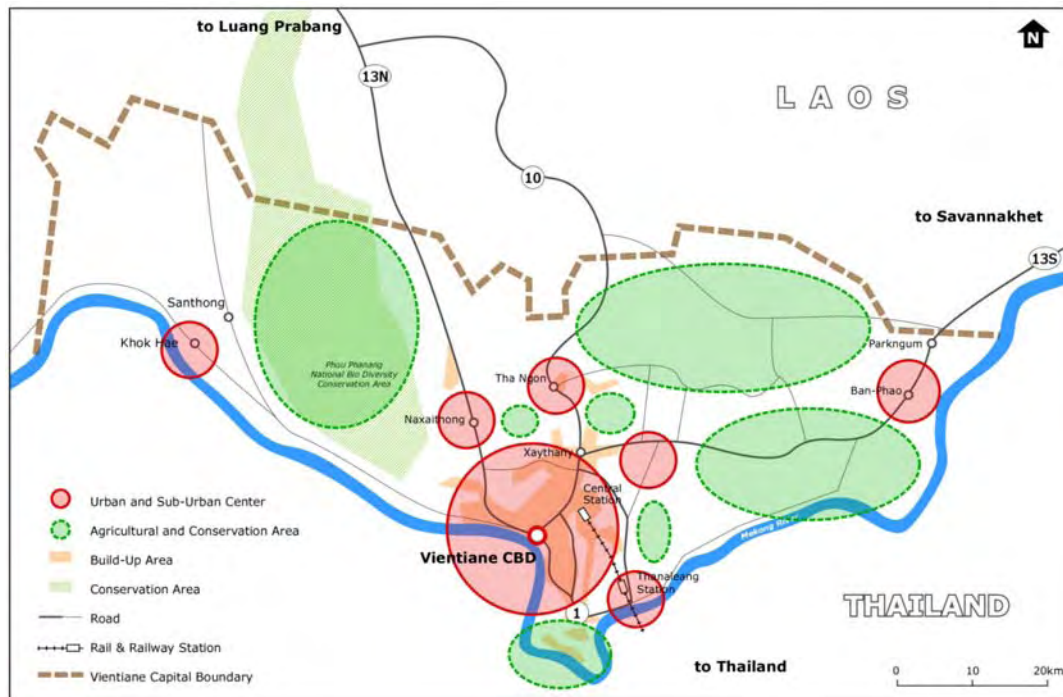 to Luang Prabang
N
13N
LAOS
10
to Savannakhet
13S
Santhong
Khok Hae
Parkngum
Phou Phanang
National Bio Diversity
Conservation Area
Tha Ngon
Ban-Phao
Naxaithong
Xaythany
Central
Station
Urban and Sub-Urban Center
Agricultural and Conservation Area
Mekong River
Build-Up Area
Vientiane CBD
Thanaleang
Station
Conservation Area
THAILAND
1
Road
Rail & Railway Station
to Thailand
Vientiane Capital Boundary
0 10 20km